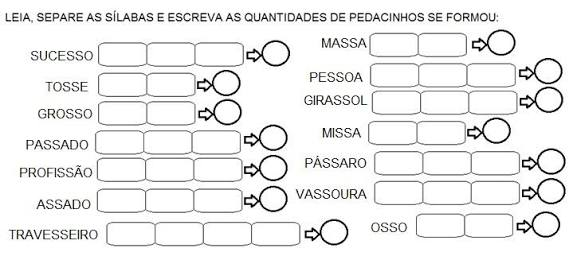 LEIA, SEPARE AS SÍLABAS E ESCREVA AS QUANTIDADES DE PEDACINHOS SE FORMOU:
SUCESSO
TOSSE
GROSSO
PASSADO
PROFISSÃO
ASSADO
TRAVESSEIRO
MASSA
PESSOA
GIRASSOL
MISSA
PÁSSARO
VASSOURA
OSSO